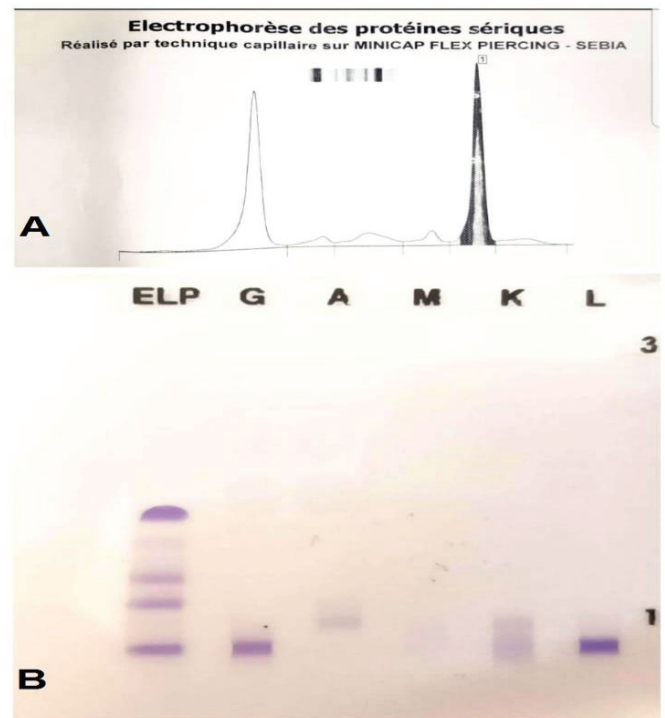 Electrophorèse des protéines sériques
Réalisé par technique capillaire sur MINICAP FLEX PIERCING - SEBIA
1
A
ELP G A M K L
3
1
B